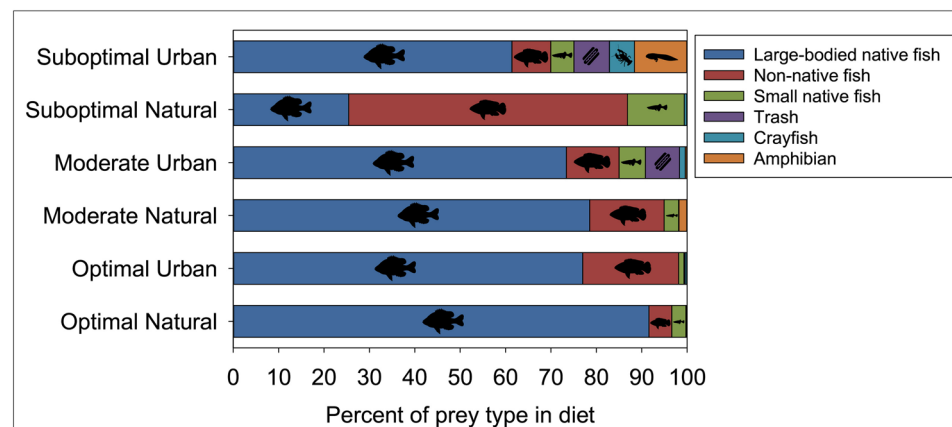 Suboptimal Urban
Suboptimal Natural
Moderate Urban
Moderate Natural
Optimal Urban
Optimal Natural
0 10 20 30 40 50 60 70 80 90 100
Percent of prey type in diet
Large-bodied native fish
Non-native fish
Small native fish
Trash
Crayfish
Amphibian